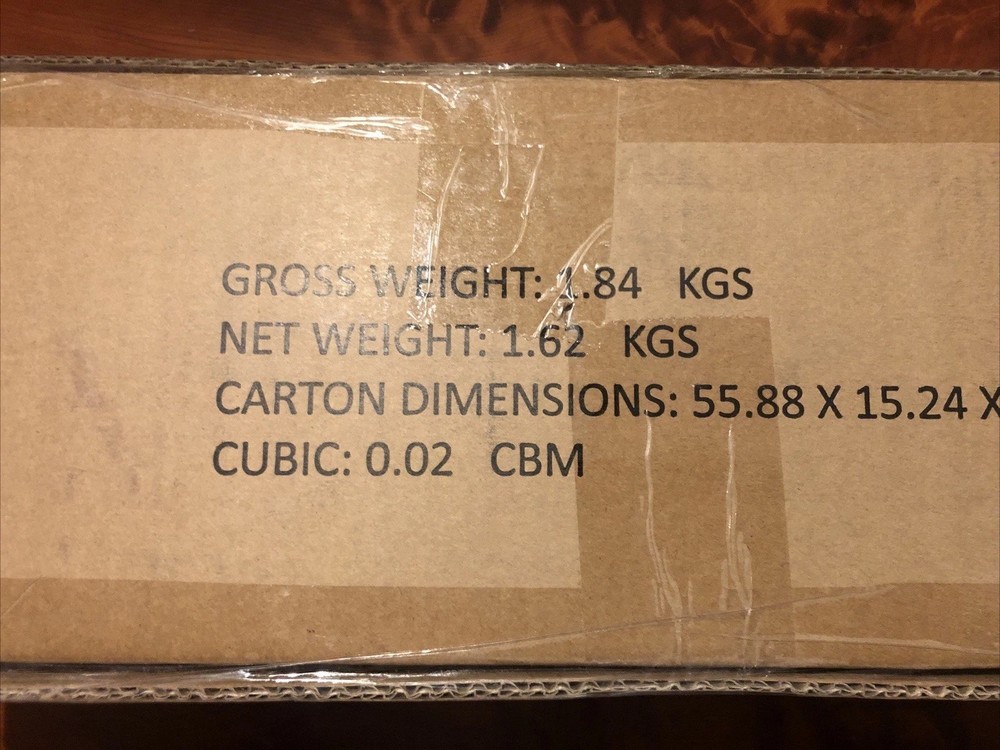 GROSS WEIGHT: 1.84 KGS
NET WEIGHT: 1.62 KGS
CARTON DIMENSIONS: 55.88 X 15.24 X
CUBIC: 0.02 CBM